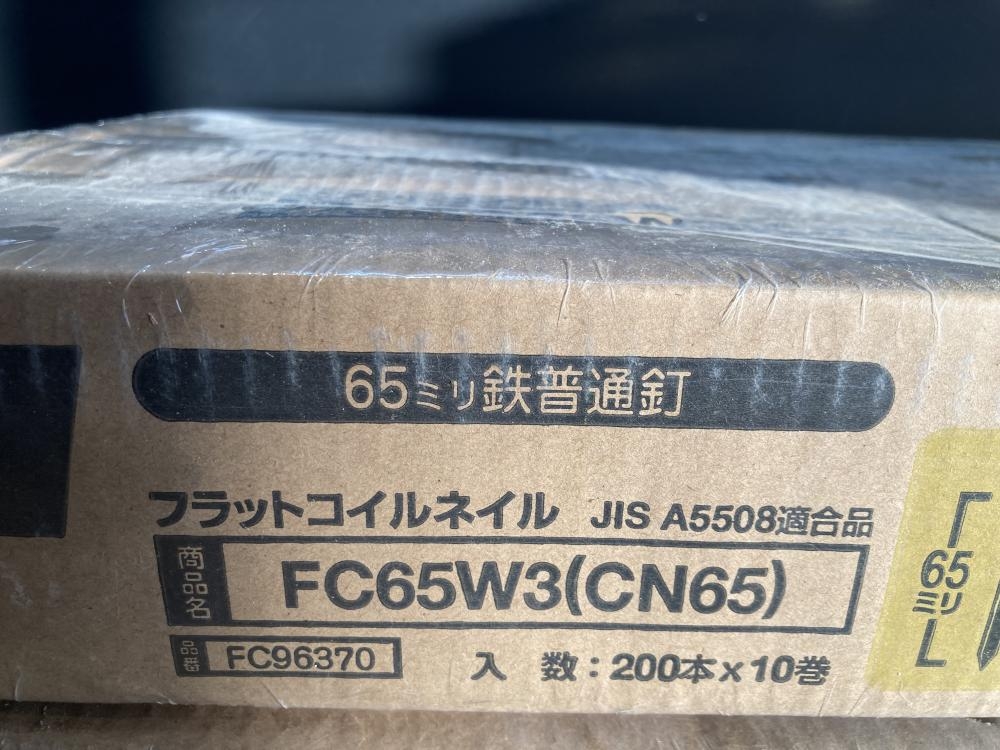 65ミリ鉄普通釘
フラットコイルネイル JIS A5508適合品
商品名 FC65W3(CN65)
品番 FC96370 入数：200本x10巻
65ミリ